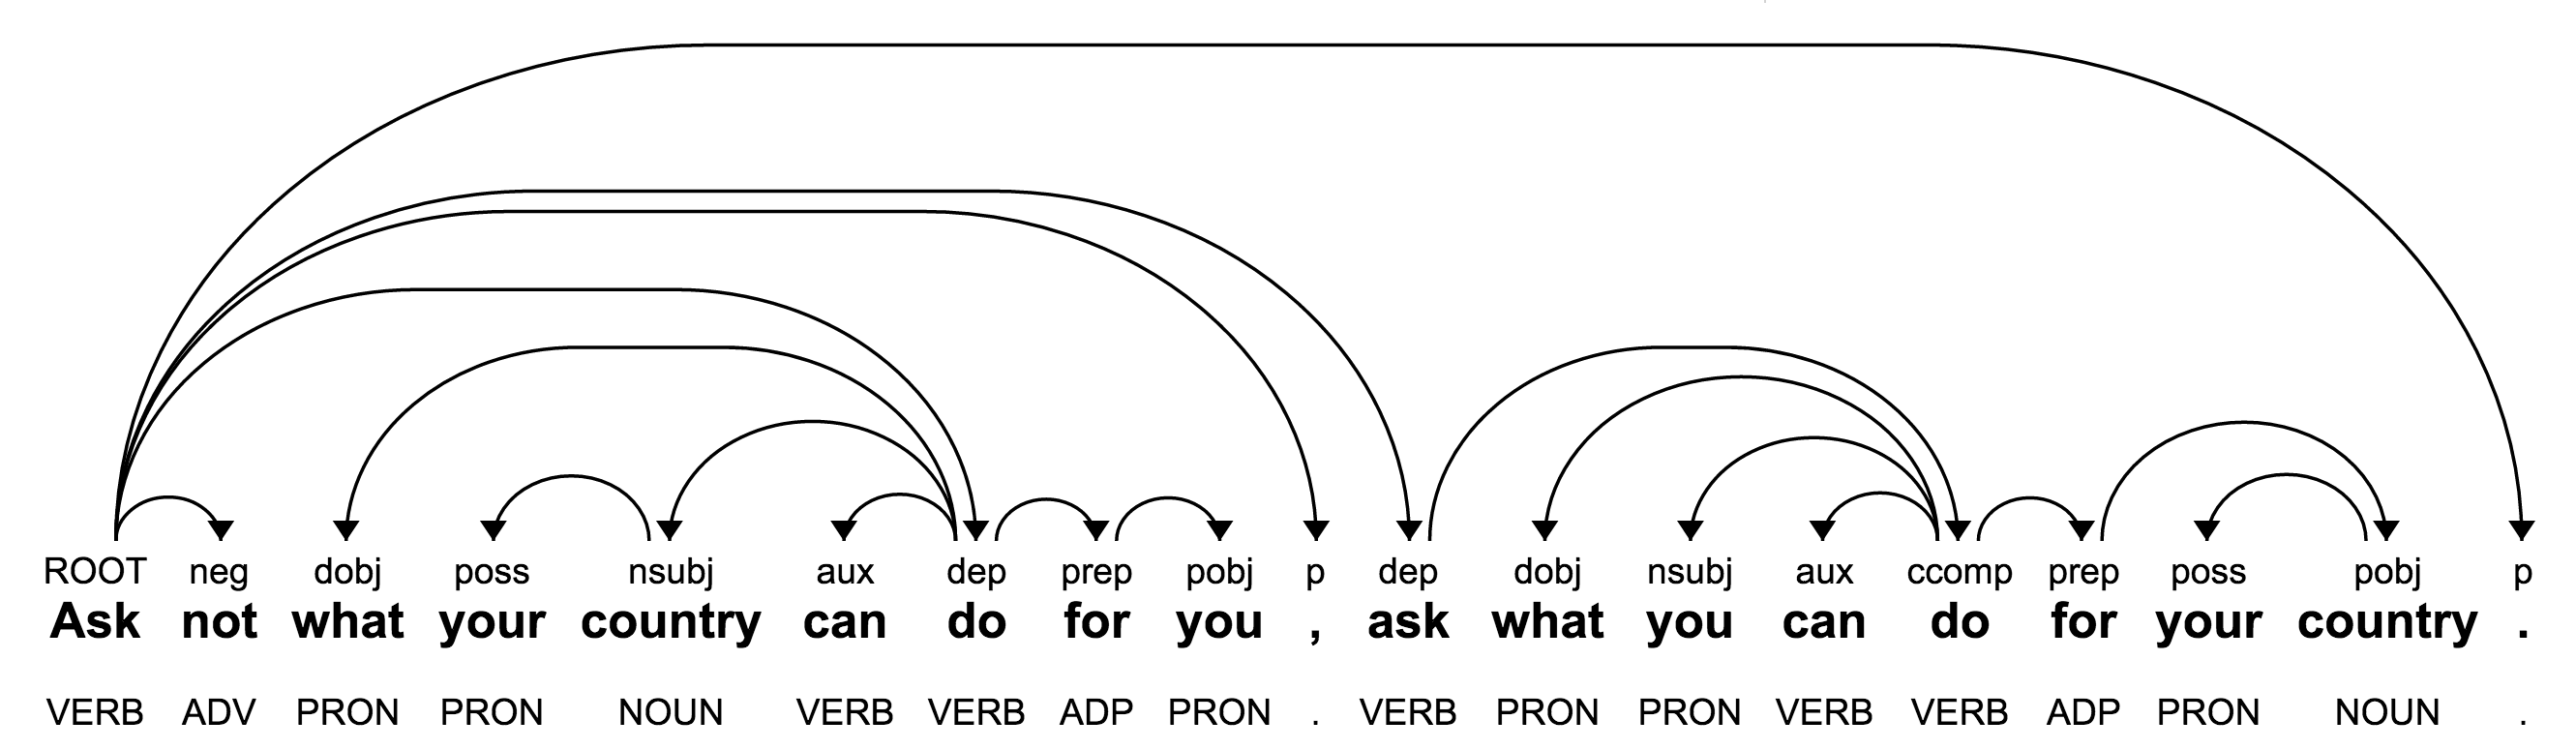 ROOT neg dobj poss nsubj aux dep prep pobj p dep dobj nsubj aux ccomp prep poss pobj p
Ask not what your country can do for you , ask what you can do for your country .
VERB ADV PRON PRON NOUN VERB VERB ADP PRON . VERB PRON PRON VERB VERB ADP PRON NOUN .